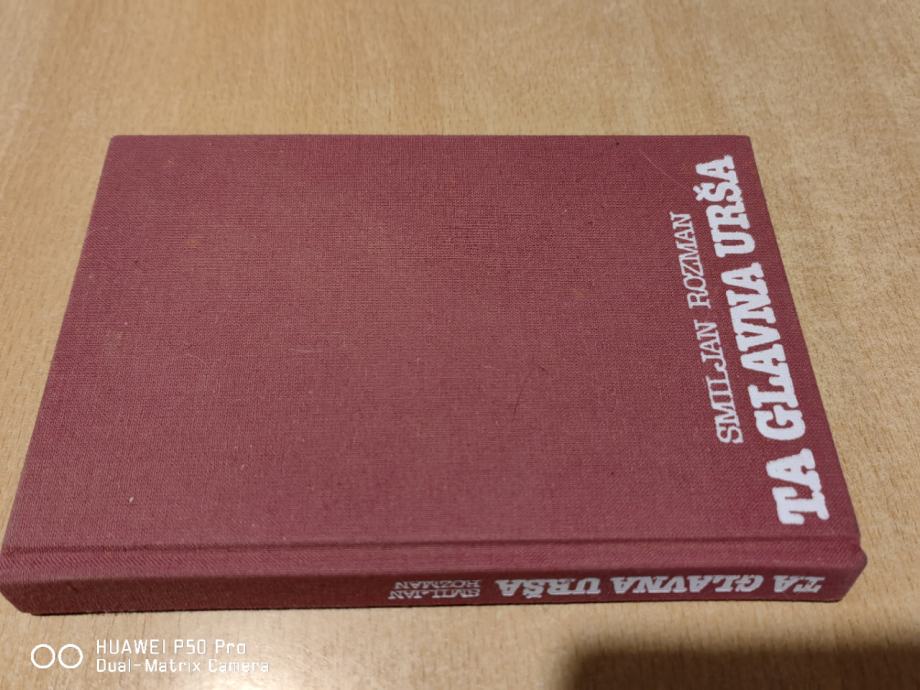 SMILJAN ROZMAN
TA GLAVNA URŠA
TA GLAVNA URŠA
SMILJAN
ROZMAN
HUAWEI P50 Pro
Dual-Matrix Camera